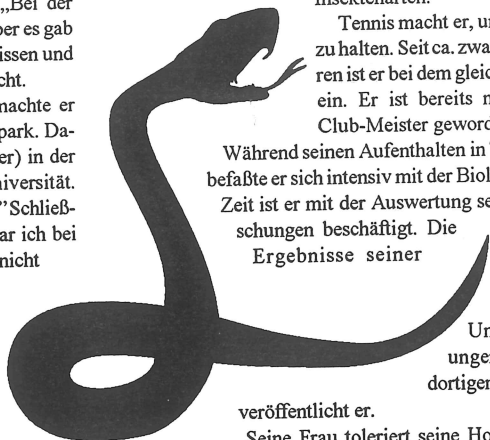 „Bei der
ber es gab
issen und
cht.
machte er
park. Da-
er) in der
iversität.
” Schließ-
ar ich bei
nicht
Insektenarten.
Tennis macht er, u
zu halten. Seit ca. zwa
ren ist er bei dem gleic
ein. Er ist bereits n
Club-Meister geword
Während seinen Aufenthalten in
befaßte er sich intensiv mit der Biol
Zeit ist er mit der Auswertung se
schungen beschäftigt. Die
Ergebnisse seiner
Un
unge
dortigen
veröffentlicht er.
Seine Frau toleriert seine Ho